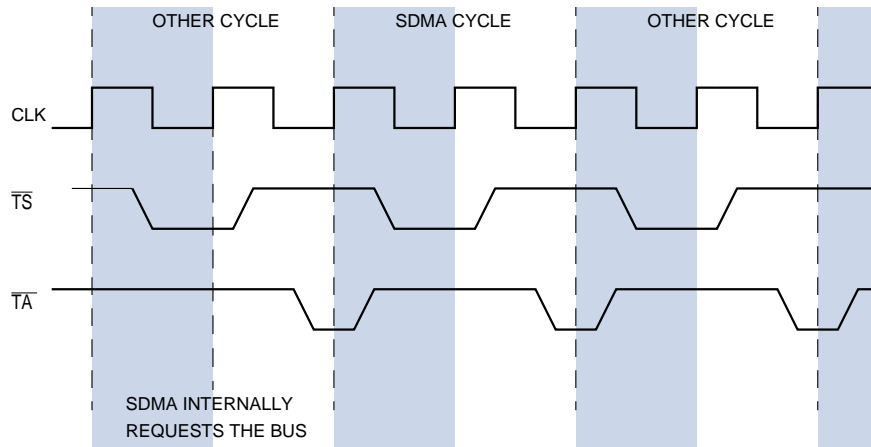 OTHER CYCLE
SDMA CYCLE
OTHER CYCLE
CLK
TS
TA
SDMA INTERNALLY
REQUESTS THE BUS